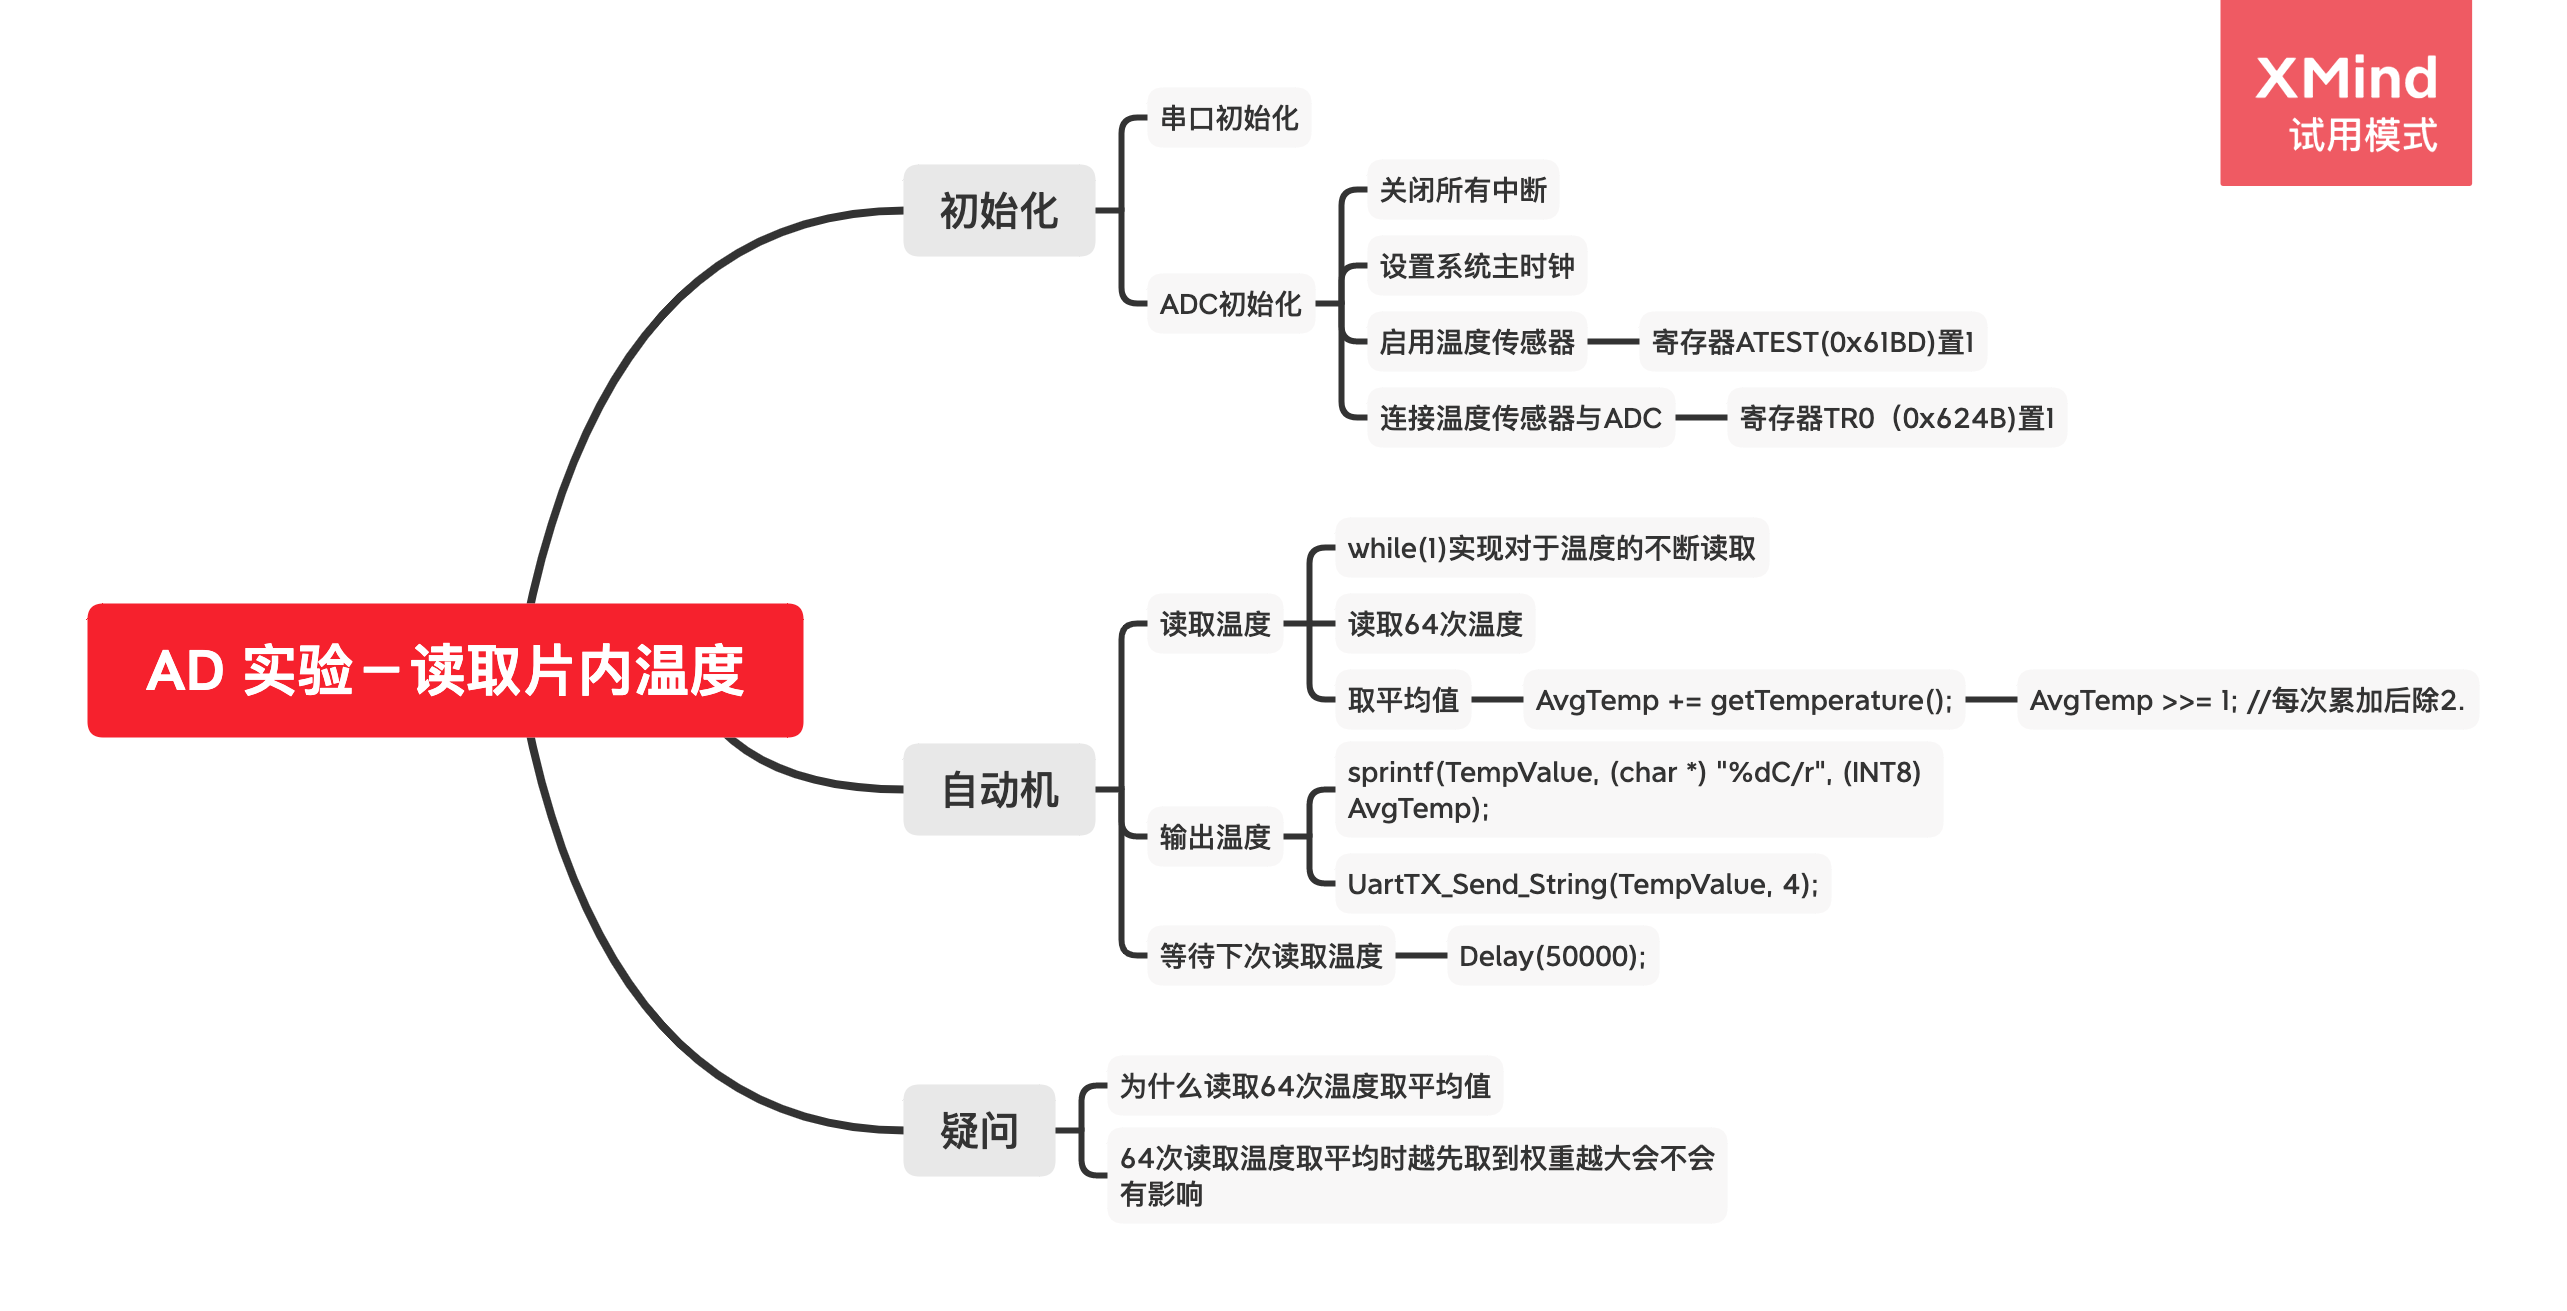 XMind
试用模式
AD 实验－读取片内温度
初始化
串口初始化
ADC初始化
关闭所有中断
设置系统主时钟
启用温度传感器
寄存器ATEST(0x61BD)置1
连接温度传感器与ADC
寄存器TR0（0x624B)置1
自动机
读取温度
while(1)实现对于温度的不断读取
读取64次温度
取平均值
AvgTemp += getTemperature();
AvgTemp >>= 1; //每次累加后除2.
输出温度
sprintf(TempValue, (char *) "%dC/r", (INT8)
AvgTemp);
UartTX_Send_String(TempValue, 4);
等待下次读取温度
Delay(50000);
疑问
为什么读取64次温度取平均值
64次读取温度取平均时越先取到权重越大会不会
有影响